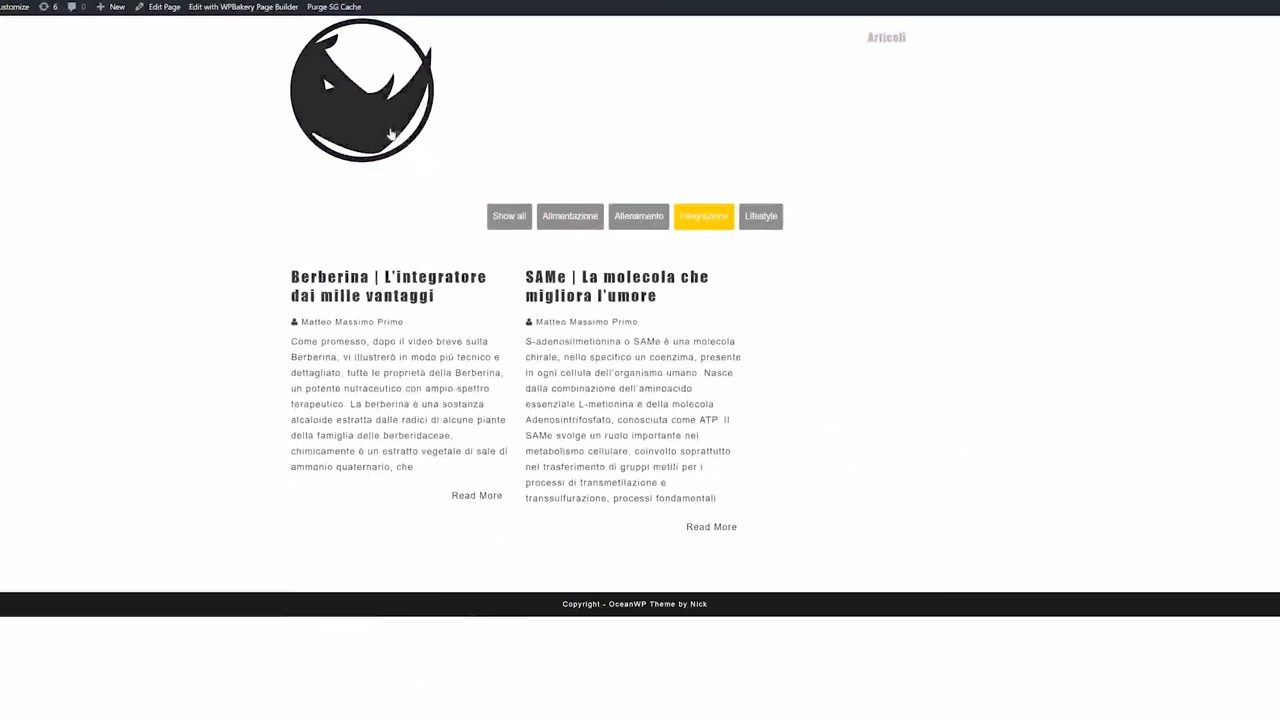 ustomize 6 0 New Edit Page Edit with WPBakery Page Builder Purge SG Cache
Articoli
Show all Alimentazione Allenamento Integrazione Lifestyle
Berberina | L'integratore
dai mille vantaggi
Matteo Massimo Primo
Come promesso, dopo il video breve sulla
Berberina, vi illustrerò in modo più tecnico e
dettagliato, tutte le proprietà della Berberina,
un potente nutraceutico con ampio spettro
terapeutico. La berberina è una sostanza
alcaloide estratta dalle radici di alcune piante
della famiglia delle berberidaceae,
chimicamente è un estratto vegetale di sale di
ammonio quaternario, che
Read More
SAMe | La molecola che
migliora l'umore
Matteo Massimo Primo
S-adenosilmetionina o SAMe è una molecola
chirale, nello specifico un coenzima, presente
in ogni cellula dell'organismo umano. Nasce
dalla combinazione dell'aminoacido
essenziale L-metionina e della molecola
Adenosintrifosfato, conosciuta come ATP. Il
SAMe svolge un ruolo importante nel
metabolismo cellulare, coinvolto soprattutto
nel trasferimento di gruppi metili per i
processi di transmetilazione e
transsulfurazione, processi fondamentali
Read More
Copyright - OceanWP Theme by Nick